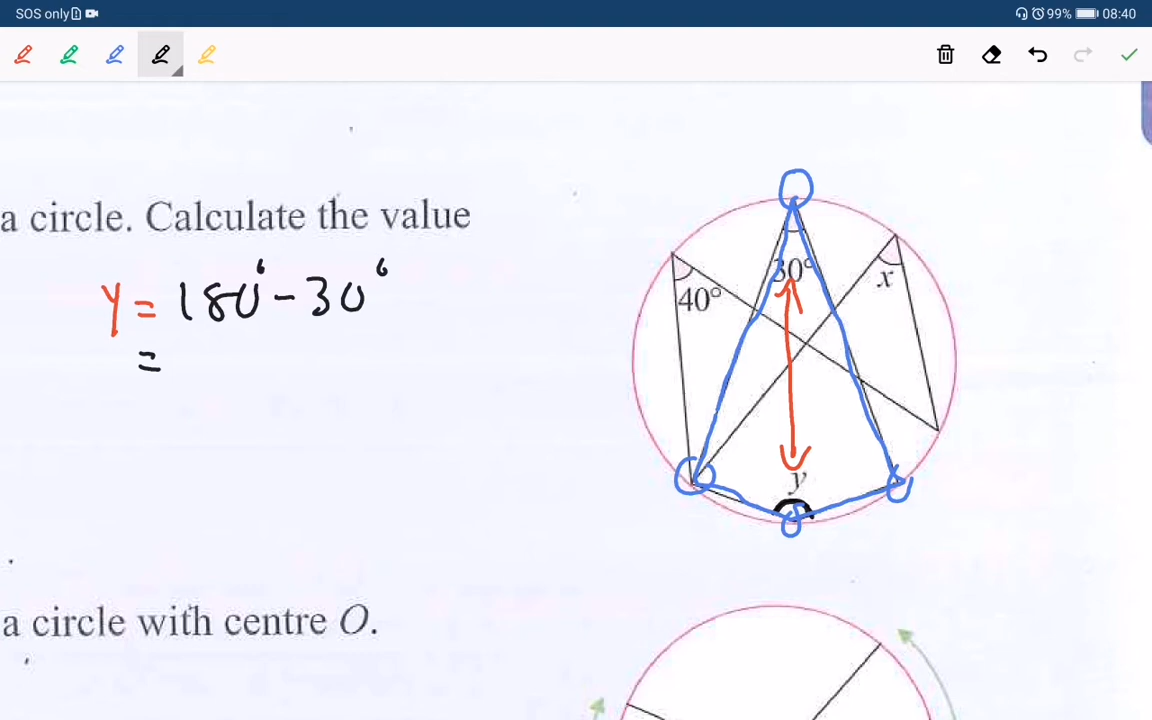 SOS only 99% 08:40
a circle. Calculate the value
y = 180° - 30°
=
30°
40°
x
y
a circle with centre O.